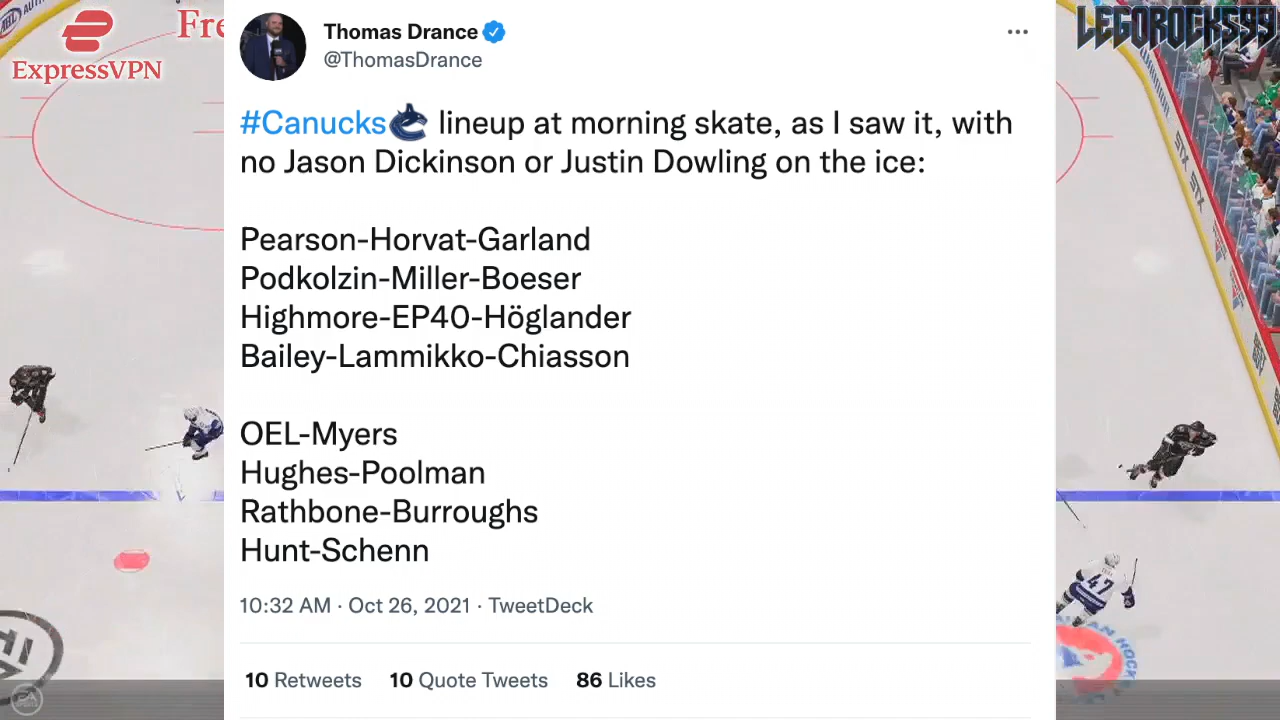 Thomas Drance
@ThomasDrance
#Canucks lineup at morning skate, as I saw it, with
no Jason Dickinson or Justin Dowling on the ice:
Pearson-Horvat-Garland
Podkolzin-Miller-Boeser
Highmore-EP40-Höglander
Bailey-Lammikko-Chiasson
OEL-Myers
Hughes-Poolman
Rathbone-Burroughs
Hunt-Schenn
10:32 AM · Oct 26, 2021 · TweetDeck
10 Retweets 10 Quote Tweets 86 Likes
ExpressVPN
Fre
LEGOROCKS99
STX STX
47